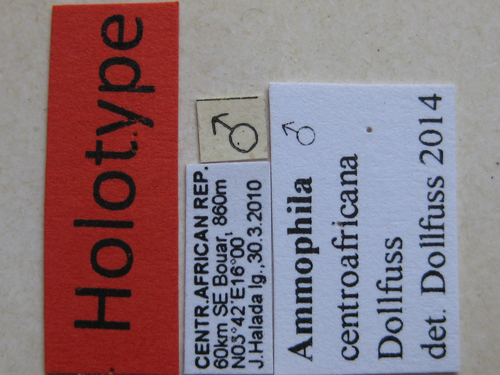 Holotype
♂
CENTR.AFRICAN REP.
60km SE Bouar, 860m
N03°42´E16°00´
J.Halada lg.,30.3.2010
Ammophila ♂
centroafricana
Dollfuss
det. Dollfuss 2014